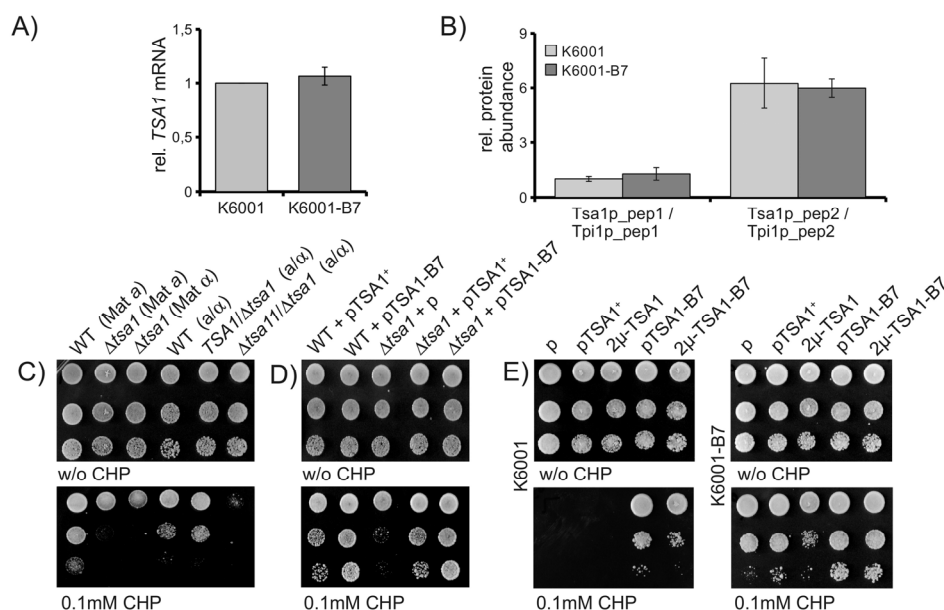 A)
rel. TSA1 mRNA
1,5
1
0,5
0
K6001
K6001-B7
B)
rel. protein
abundance
9
6
3
0
K6001
K6001-B7
Tsa1p_pep1 /
Tpi1p_pep1
Tsa1p_pep2 /
Tpi1p_pep2
C)
WT (Mat a)
Δtsa1 (Mat a)
Δtsa1 (Mat α)
WT (a/α)
TSA1/Δtsa1 (a/α)
Δtsa11/Δtsa1 (a/α)
w/o CHP
0.1mM CHP
D)
WT + pTSA1⁺
WT + pTSA1-B7
Δtsa1 + p
Δtsa1 + pTSA1⁺
Δtsa1 + pTSA1-B7
w/o CHP
0.1mM CHP
E)
p
pTSA1⁺
2μ-TSA1
pTSA1-B7
2μ-TSA1-B7
K6001
w/o CHP
0.1mM CHP
p
pTSA1⁺
2μ-TSA1
pTSA1-B7
2μ-TSA1-B7
K6001-B7
w/o CHP
0.1mM CHP